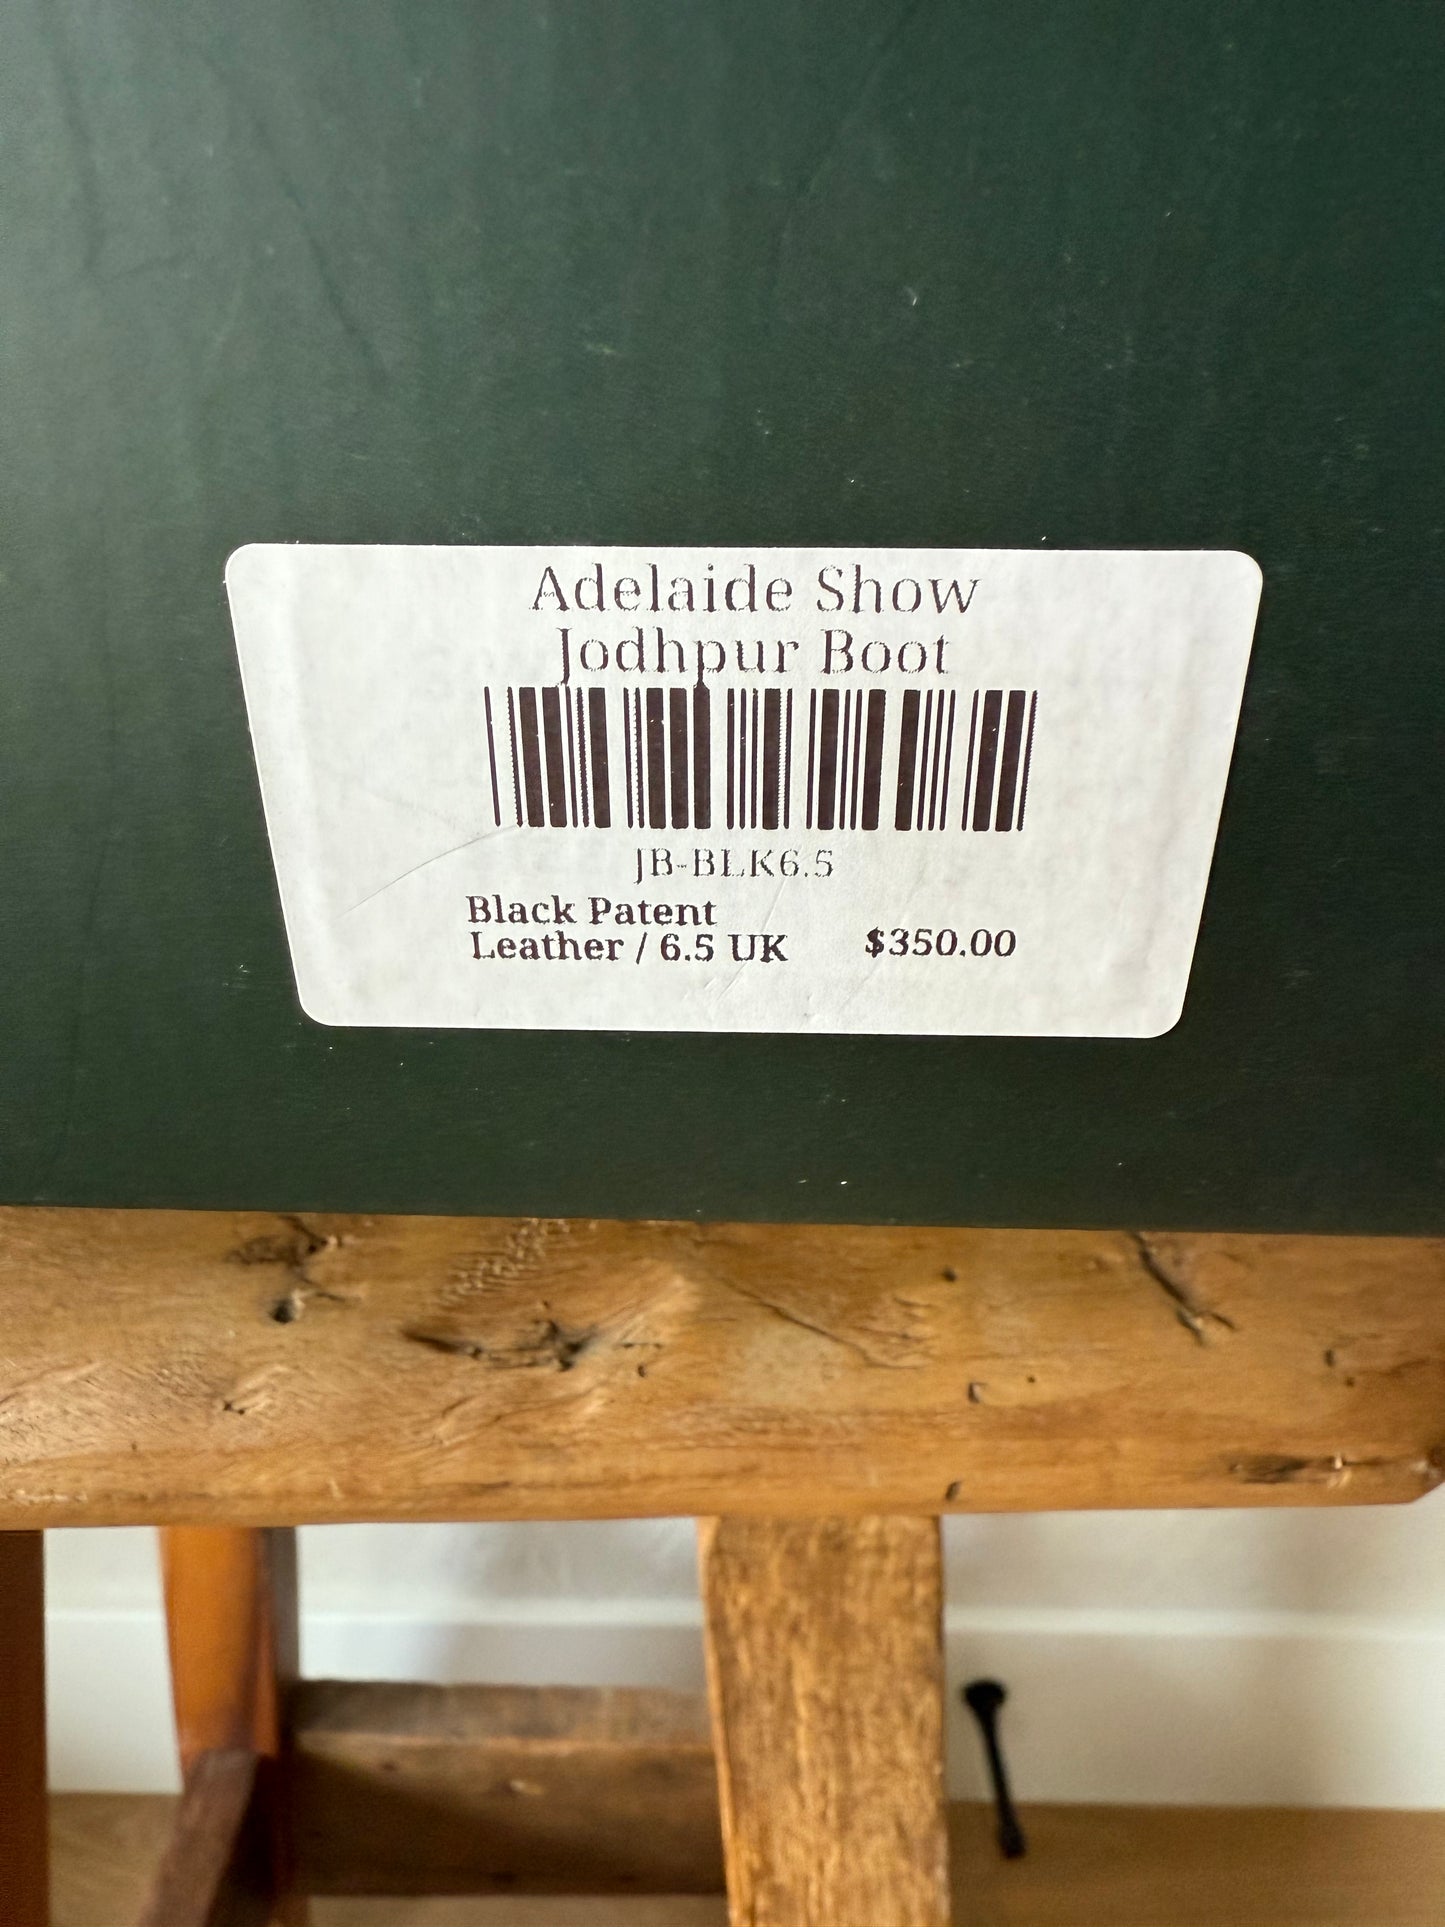 Adelaide Show
Jodhpur Boot
JB-BLK6.5
Black Patent
Leather / 6.5 UK $350.00